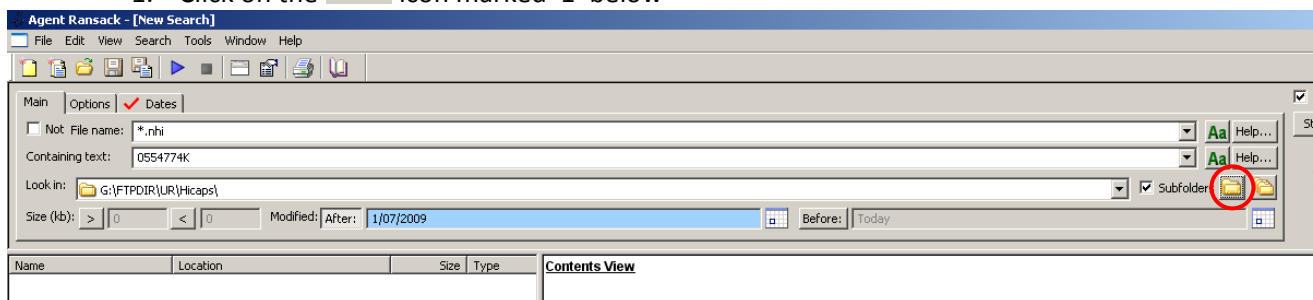 Agent Ransack - [New Search]
File Edit View Search Tools Window Help
Main Options Dates
Not File name: *.nhi Aa Help...
Containing text: 0554774K Aa Help...
Look in: G:\FTPDIR\UR\Hicaps\ Subfolder
Size (kb): > 0 < 0 Modified: After: 1/07/2009 Before: Today
Name Location Size Type Contents View